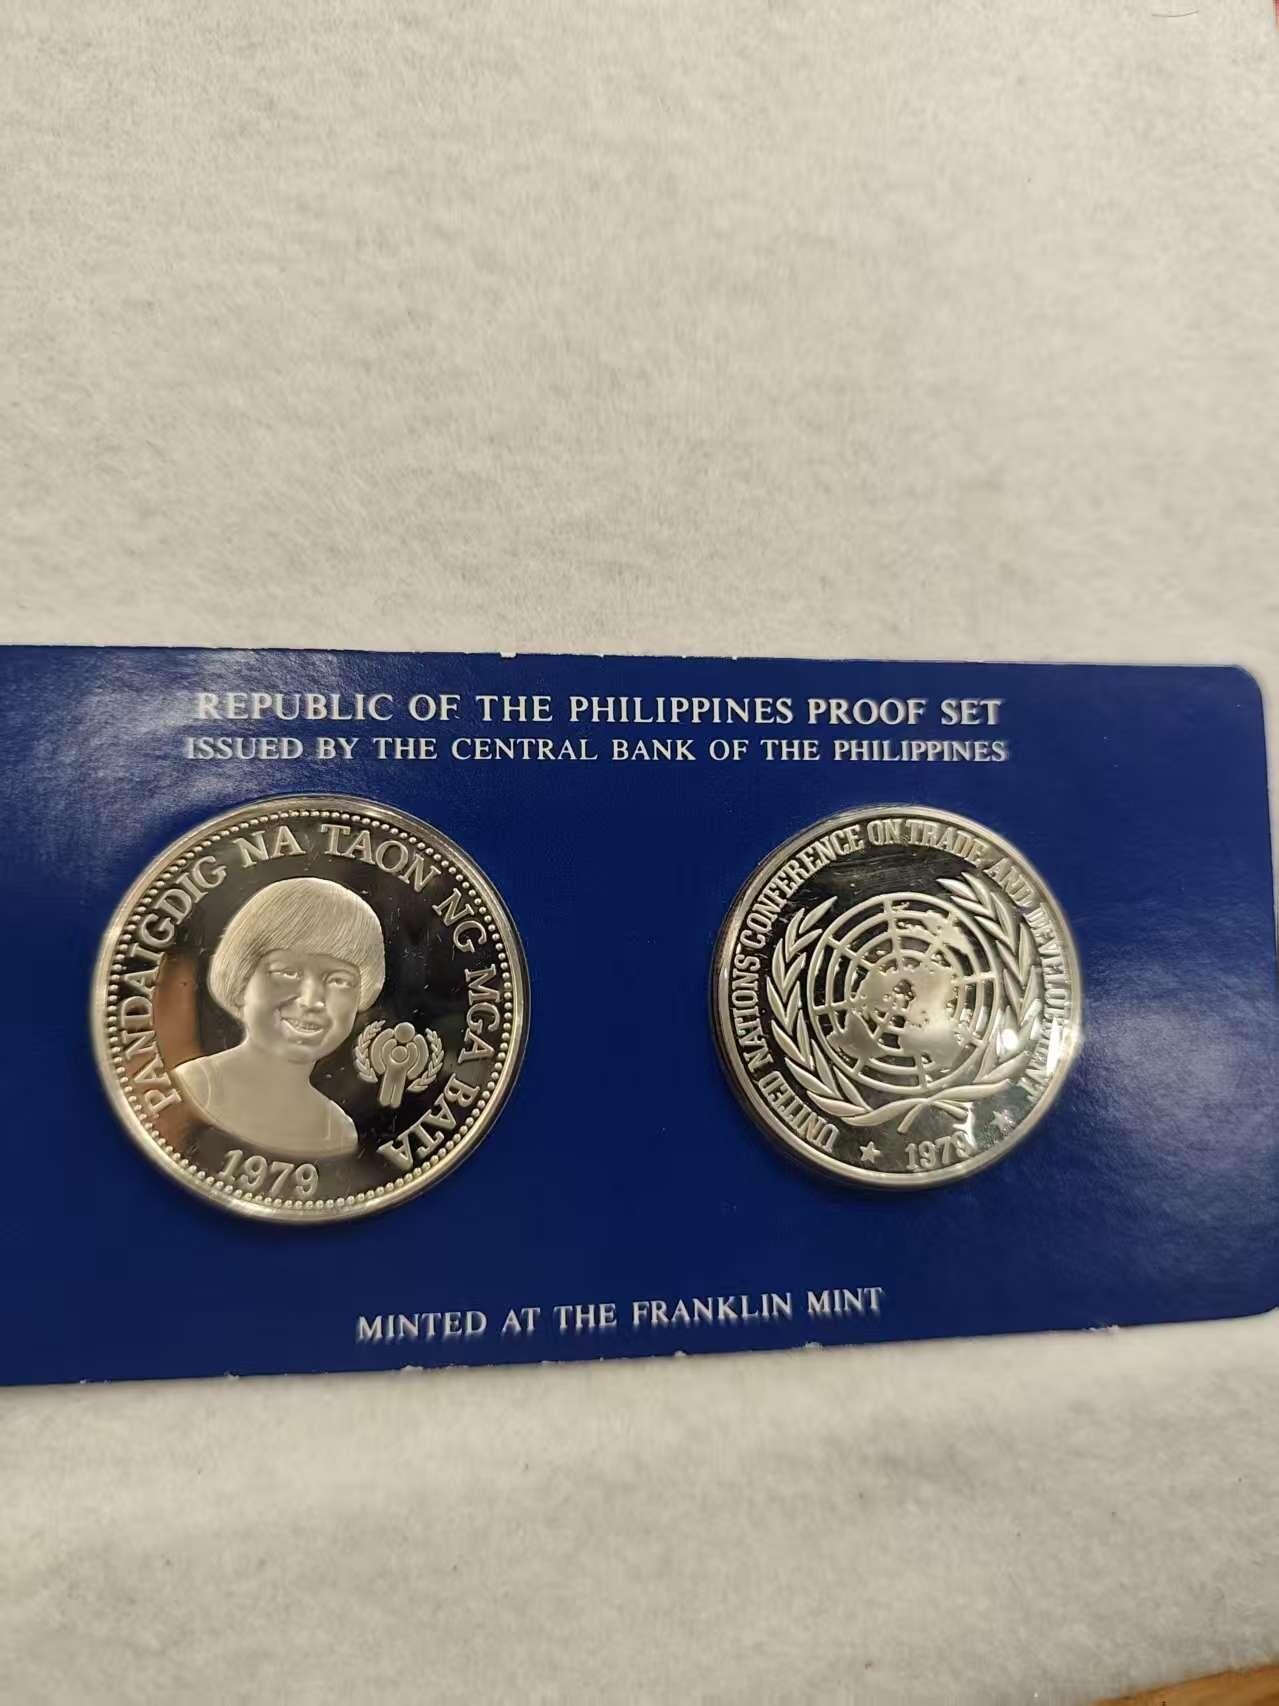 REPUBLIC OF THE PHILIPPINES PROOF SET
ISSUED BY THE CENTRAL BANK OF THE PHILIPPINES
PANDAIGDIG NA TAON NG MGA BATA
1979
UNITED NATIONS CONFERENCE ON TRADE AND DEVELOPMENT
★ 1979 ★
MINTED AT THE FRANKLIN MINT